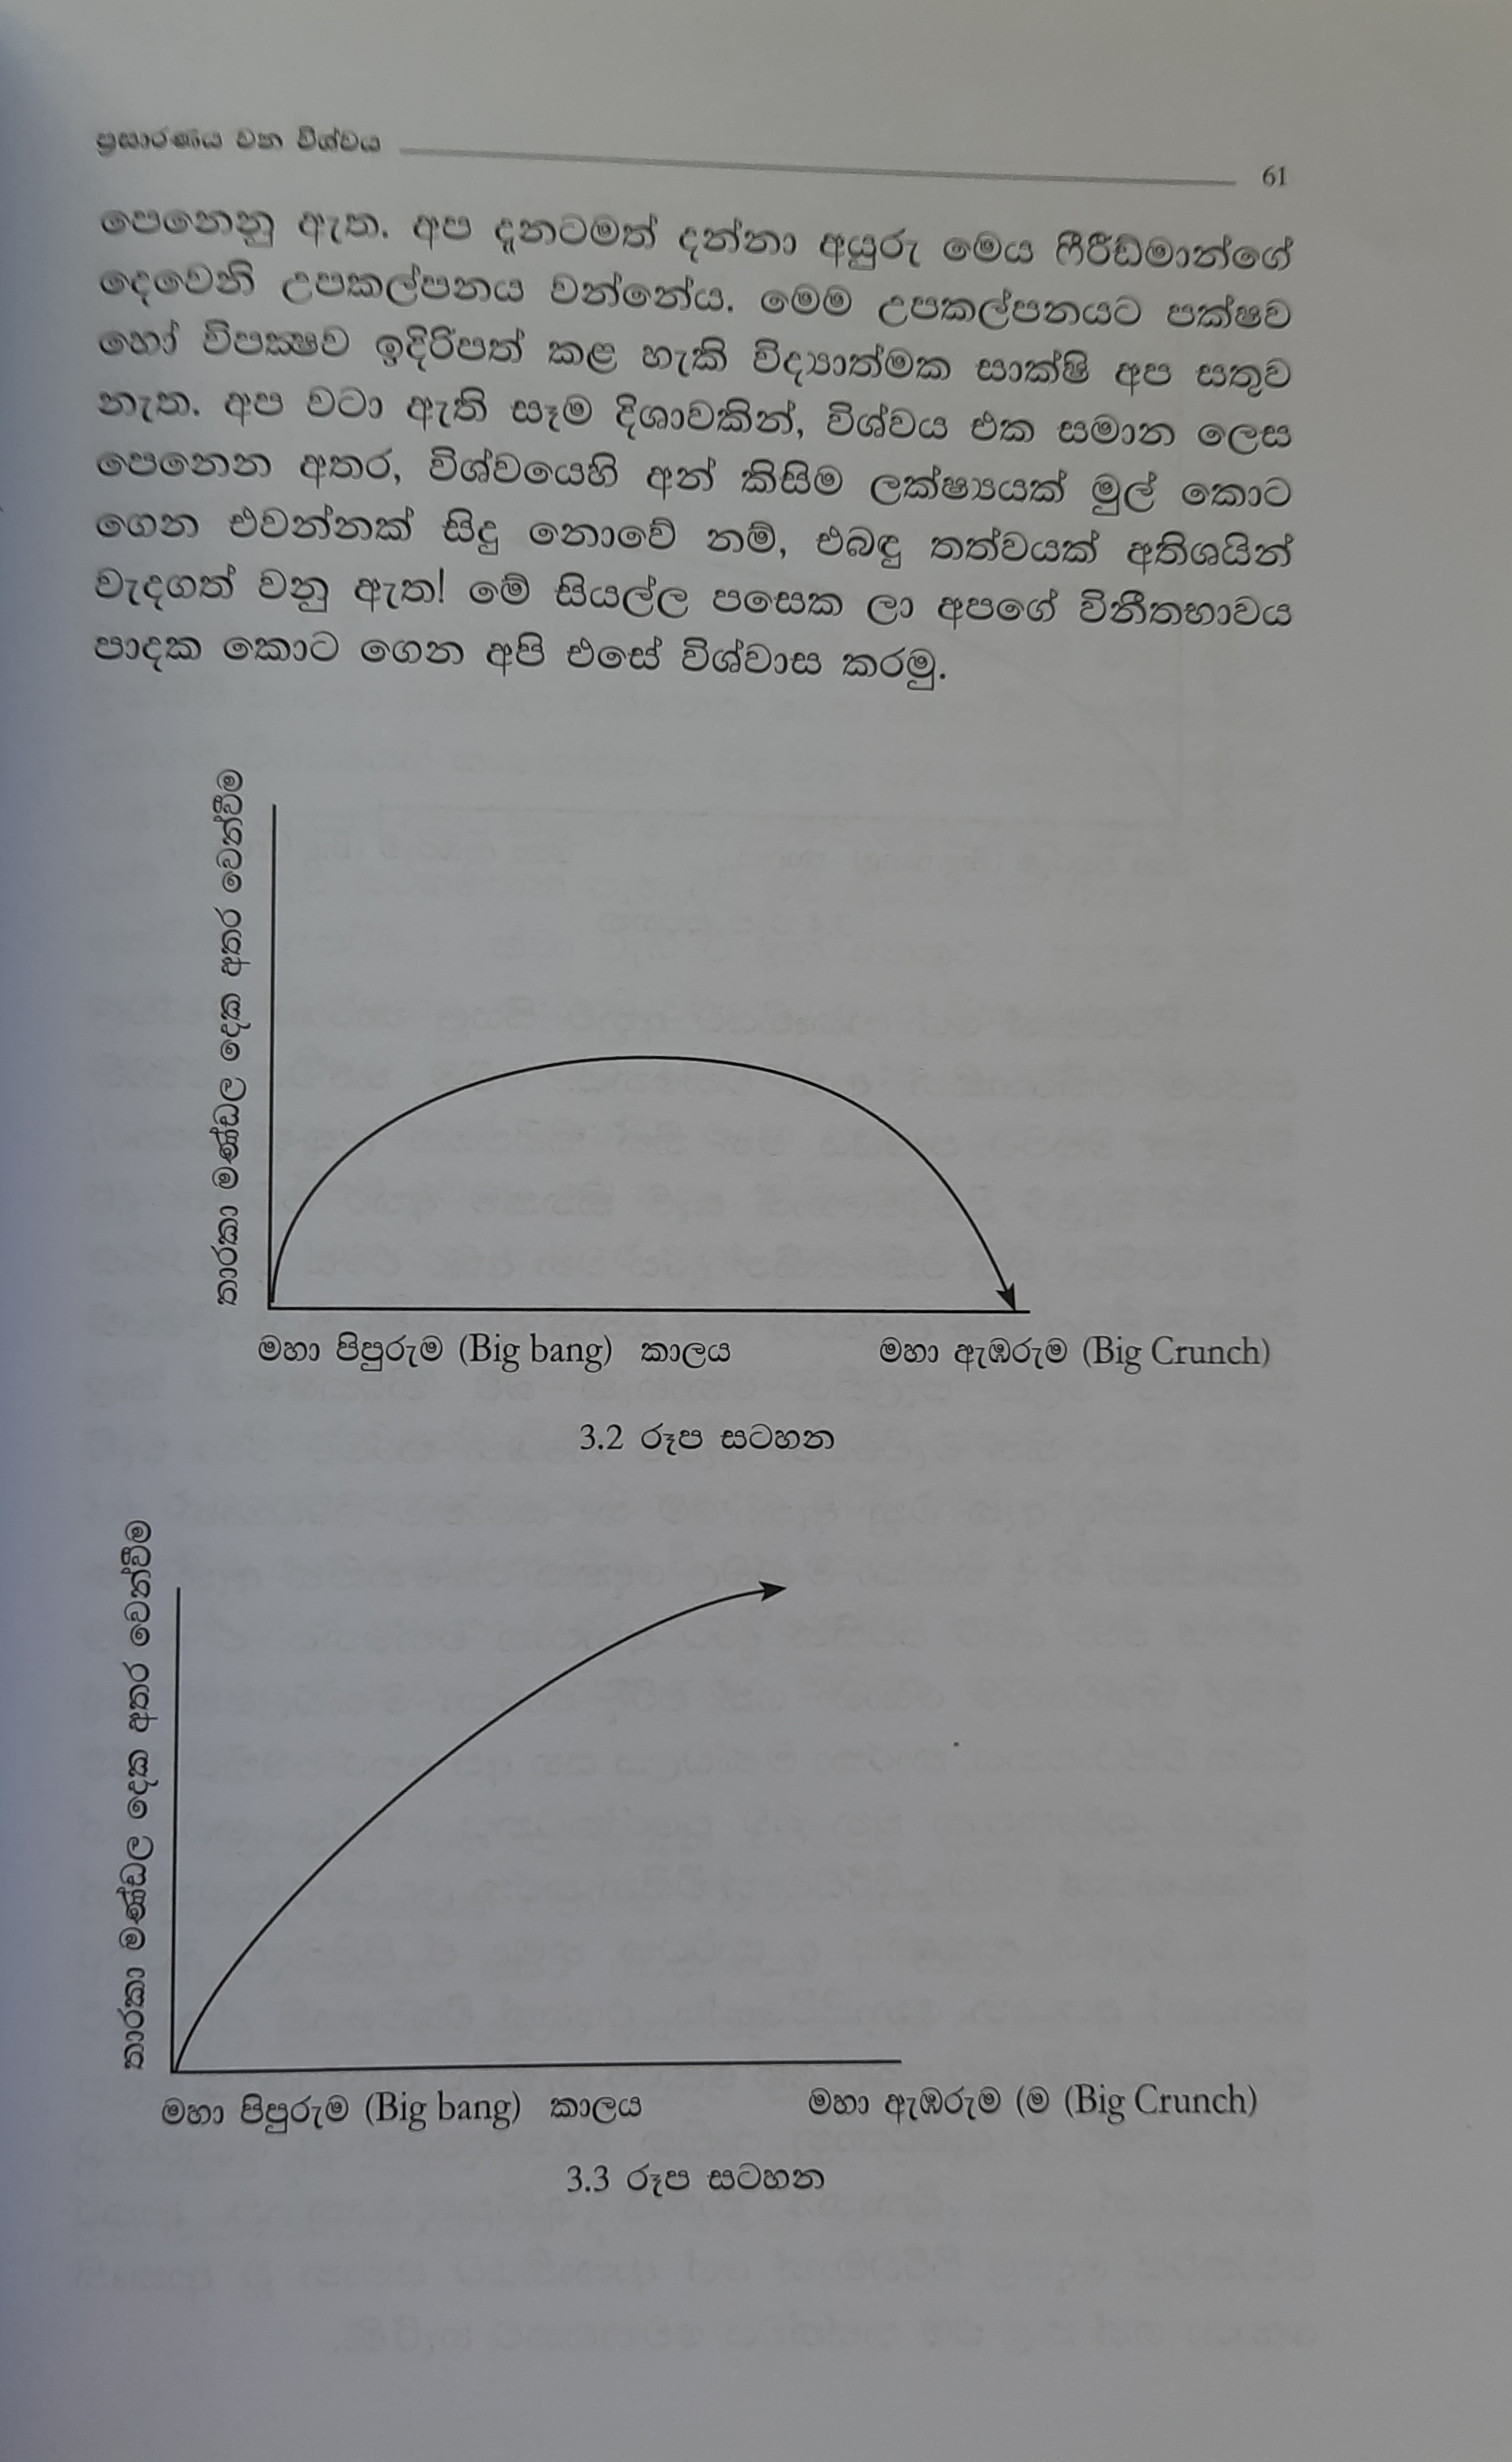 ප්‍රසාරණය වන විශ්වය
61
පෙනෙනු ඇත. අප දැනටමත් දන්නා අයුරු මෙය ෆ්රීඩ්මාන්ගේ
දෙවෙනි උපකල්පනය වන්නේය. මෙම උපකල්පනයට පක්ෂව
හෝ විපක්‍ෂව ඉදිරිපත් කළ හැකි විද්‍යාත්මක සාක්ෂි අප සතුව
නැත. අප වටා ඇති සෑම දිශාවකින්, විශ්වය එක සමාන ලෙස
පෙනෙන අතර, විශ්වයෙහි අන් කිසිම ලක්ෂ්‍යයක් මුල් කොට
ගෙන එවන්නක් සිදු නොවේ නම්, එබඳු තත්වයක් අතිශයින්
වැදගත් වනු ඇත! මේ සියල්ල පසෙක ලා අපගේ විනීතභාවය
පාදක කොට ගෙන අපි එසේ විශ්වාස කරමු.
තාරකා මණ්ඩල දෙක අතර වෙන්වීම
මහා පිපුරුම (Big bang) කාලය මහා ඇඹරුම (Big Crunch)
3.2 රූප සටහන
තාරකා මණ්ඩල දෙක අතර වෙන්වීම
මහා පිපුරුම (Big bang) කාලය මහා ඇඹරුම (ම (Big Crunch)
3.3 රූප සටහන